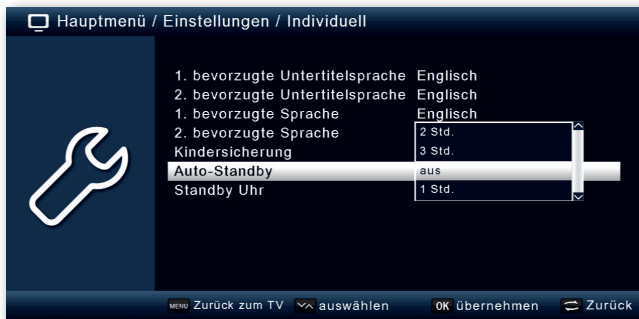 Hauptmenü / Einstellungen / Individuell
1. bevorzugte Untertitelsprache Englisch
2. bevorzugte Untertitelsprache Englisch
1. bevorzugte Sprache Englisch
2. bevorzugte Sprache 2 Std.
Kindersicherung 3 Std.
Auto-Standby aus
Standby Uhr 1 Std.
MENU Zurück zum TV auswählen OK übernehmen Zurück